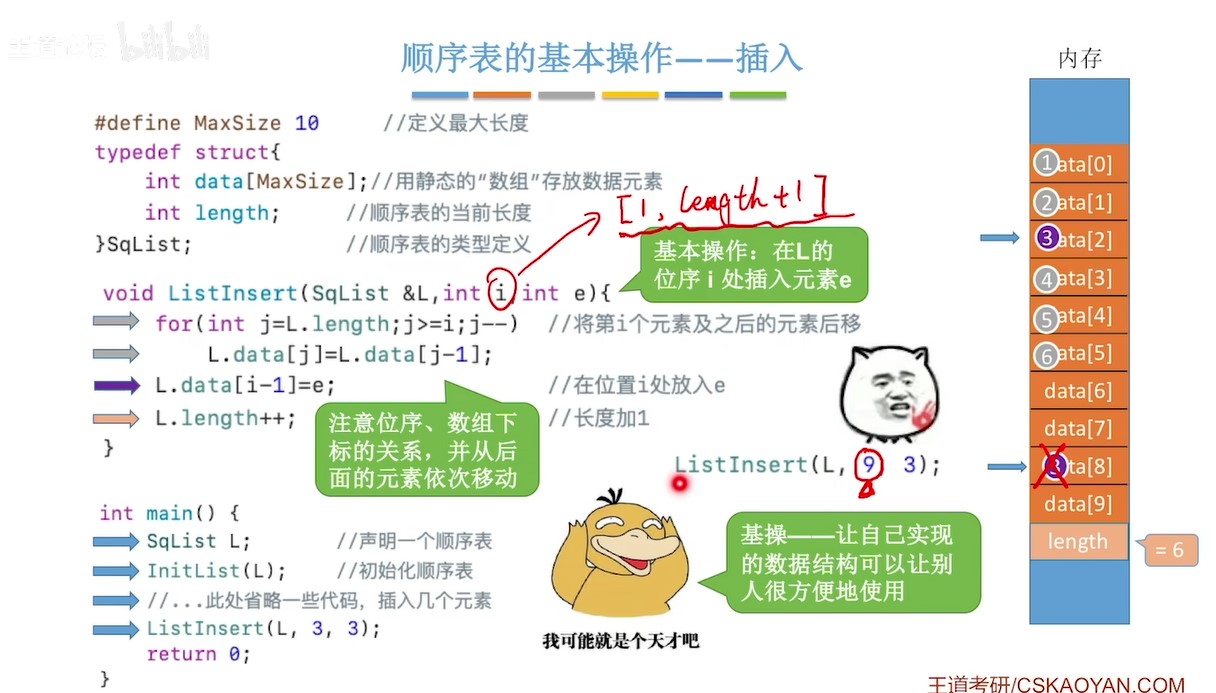 bilibili
顺序表的基本操作——插入
内存
#define MaxSize 10 //定义最大长度
typedef struct{
int data[MaxSize];//用静态的“数组”存放数据元素
int length; //顺序表的当前长度
}SqList; //顺序表的类型定义
[1, length+1]
基本操作：在L的
位序 i 处插入元素e
void ListInsert(SqList &L,int i,int e){
for(int j=L.length;j>=i;j--) //将第i个元素及之后的元素后移
L.data[j]=L.data[j-1];
L.data[i-1]=e; //在位置i处放入e
L.length++; //长度加1
}
注意位序、数组下
标的关系，并从后
面的元素依次移动
ListInsert(L, 9 3);
int main() {
SqList L; //声明一个顺序表
InitList(L); //初始化顺序表
//...此处省略一些代码，插入几个元素
ListInsert(L, 3, 3);
return 0;
}
基操——让自己实现
的数据结构可以让别
人很方便地使用
我可能就是个天才吧
1 ata[0]
2 ata[1]
3 ata[2]
4 ata[3]
5 ata[4]
6 ata[5]
data[6]
data[7]
3 ta[8]
data[9]
length
= 6
王道考研/CSKAOYAN.COM